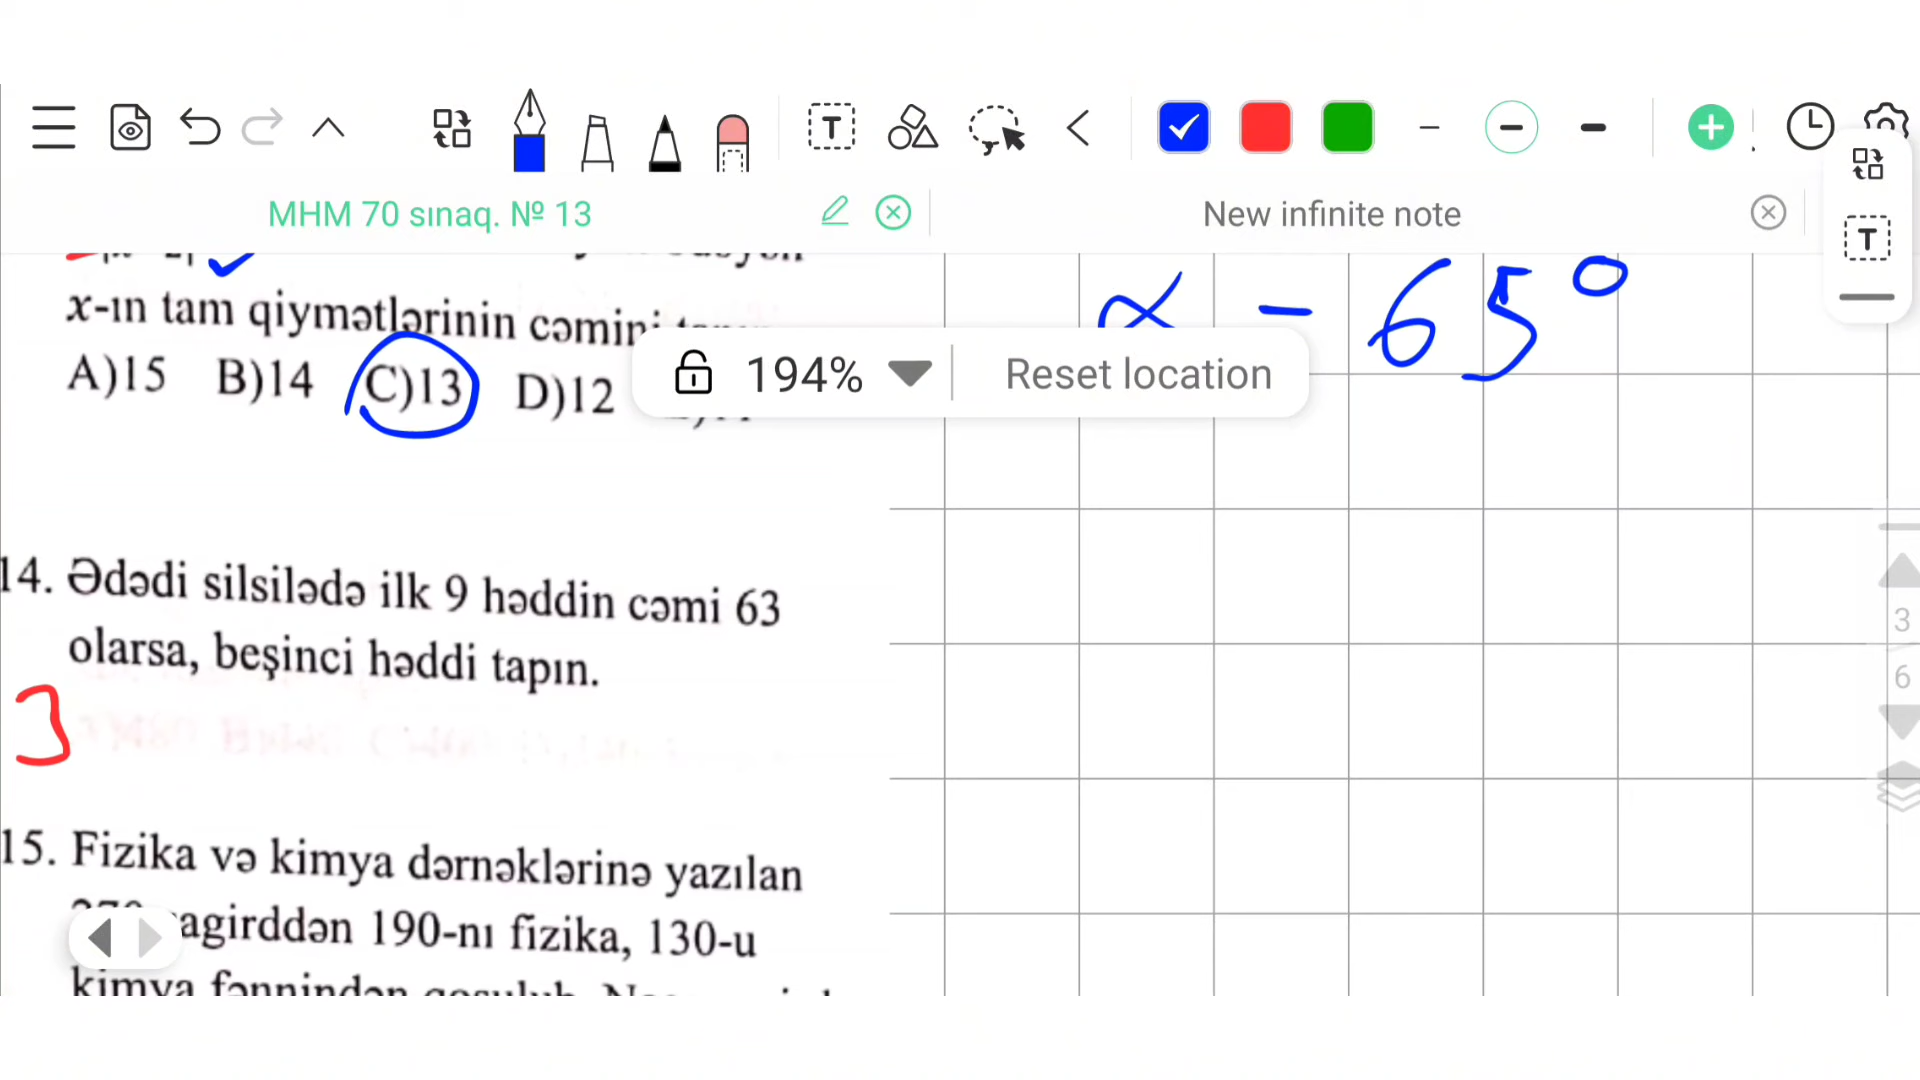 MHM 70 sınaq. № 13
New infinite note
x-ın tam qiymətlərinin cəmini
A)15 B)14 C)13 D)12
194%
Reset location
α - 65°
14. Ədədi silsilədə ilk 9 həddin cəmi 63
olarsa, beşinci həddi tapın.
15. Fizika və kimya dərnəklərinə yazılan
190-nı fizika, 130-u
kimya fənnindən
T
T
3
6